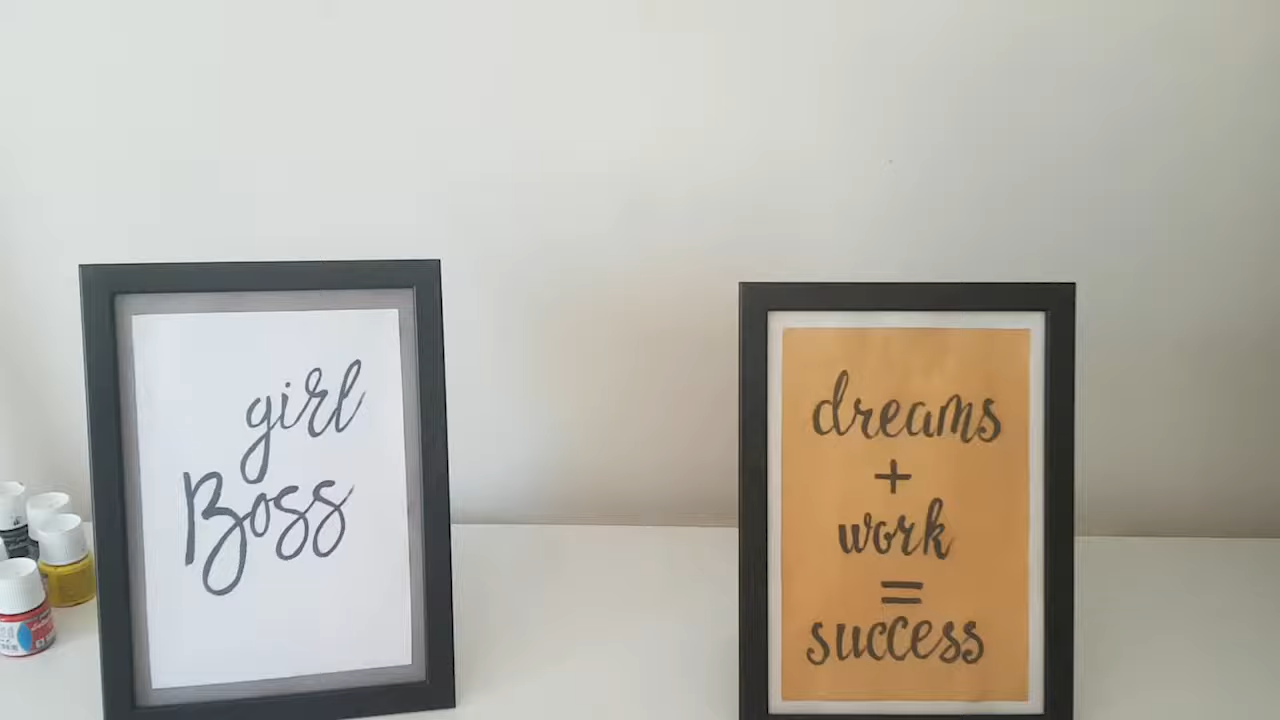 girl
Boss
dreams
+
work
=
success